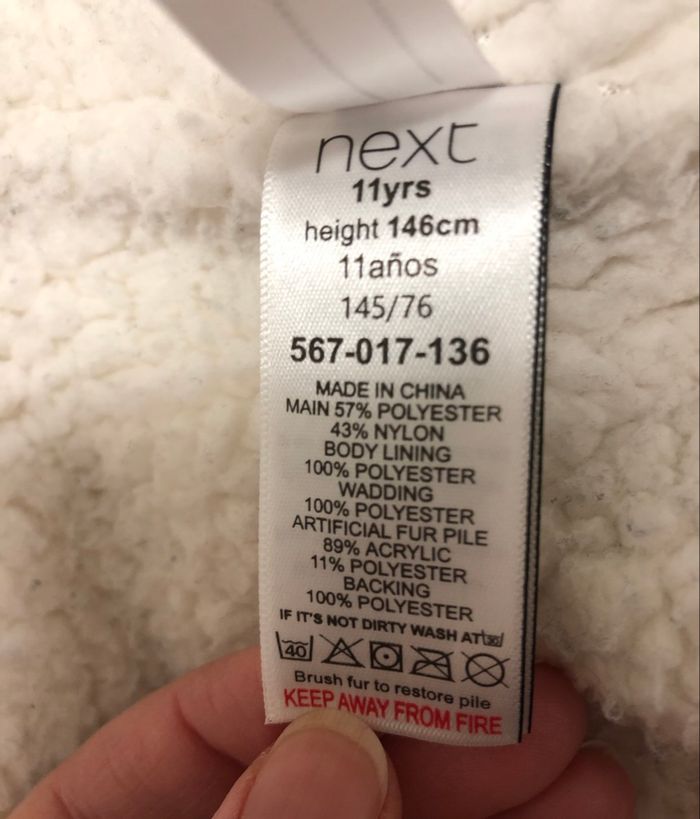 next
11yrs
height 146cm
11años
145/76
567-017-136
MADE IN CHINA
MAIN 57% POLYESTER
43% NYLON
BODY LINING
100% POLYESTER
WADDING
100% POLYESTER
ARTIFICIAL FUR PILE
89% ACRYLIC
11% POLYESTER
BACKING
100% POLYESTER
IF IT'S NOT DIRTY WASH AT 30
40
Brush fur to restore pile
KEEP AWAY FROM FIRE